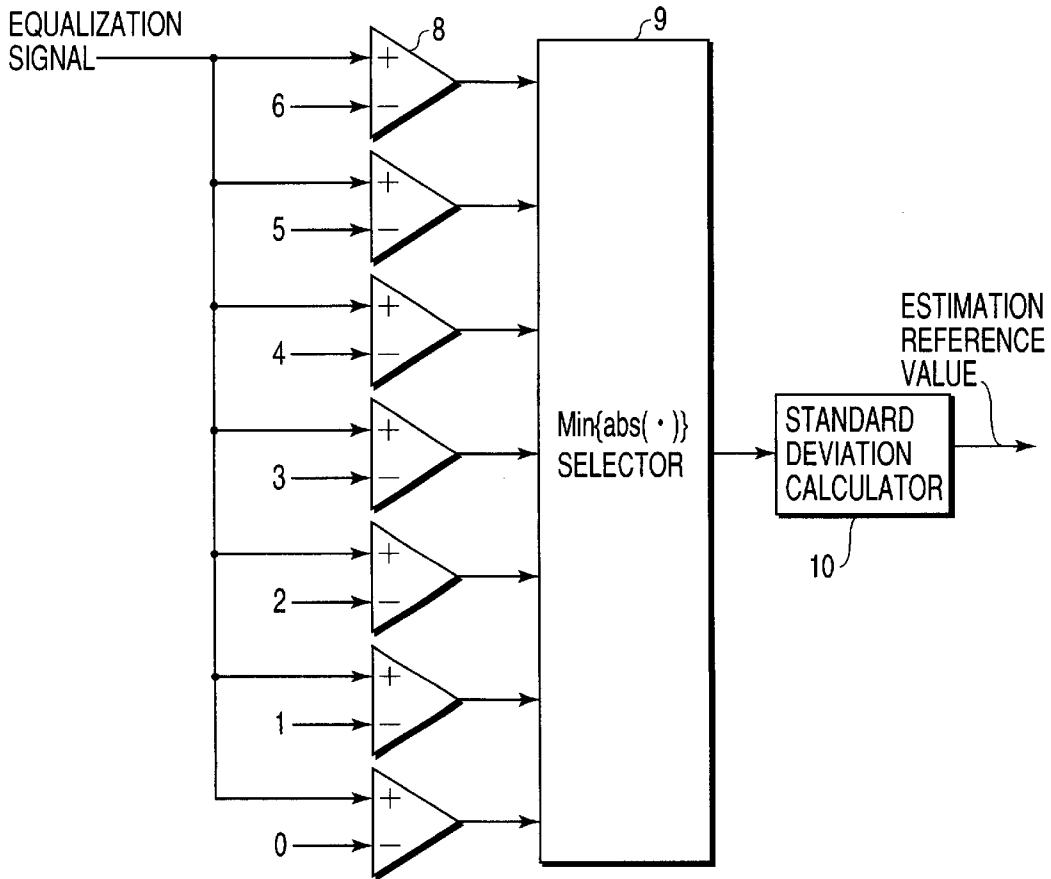 EQUALIZATION
SIGNAL
8
9
+
6
−
+
5
−
+
4
−
ESTIMATION
REFERENCE
VALUE
+
3
−
Min{abs( · )}
SELECTOR
STANDARD
DEVIATION
CALCULATOR
10
+
2
−
+
1
−
+
0
−